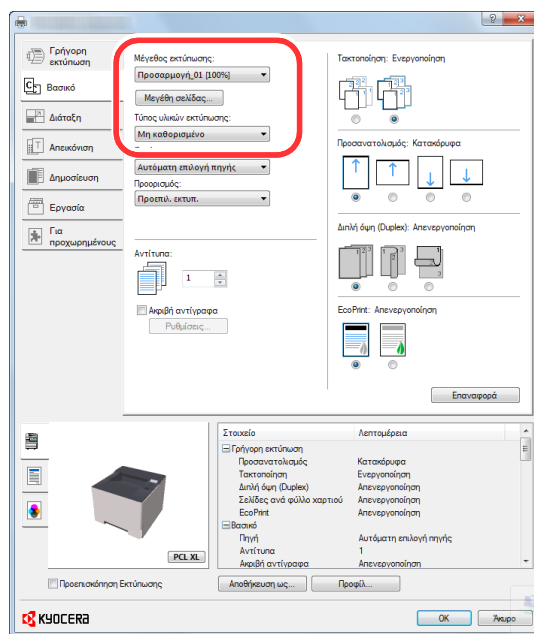 Γρήγορη
εκτύπωση
Βασικό
Διάταξη
Απεικόνιση
Δημοσίευση
Εργασία
Για
προχωρημένους
Μέγεθος εκτύπωσης:
Προσαρμογή_01 [100%]
Μεγέθη σελίδας...
Τύπος υλικών εκτύπωσης:
Μη καθορισμένο
Αυτόματη επιλογή πηγής
Προορισμός:
Προεπιλ. εκτυπ.
Αντίτυπα:
1
Ακριβή αντίγραφα
Ρυθμίσεις...
Τακτοποίηση: Ενεργοποίηση
Προσανατολισμός: Κατακόρυφα
Διπλή όψη (Duplex): Απενεργοποίηση
EcoPrint: Απενεργοποίηση
Επαναφορά
PCL XL
Προεπισκόπηση Εκτύπωσης
Στοιχείο Λεπτομέρεια
Γρήγορη εκτύπωση
Προσανατολισμός Κατακόρυφα
Τακτοποίηση Ενεργοποίηση
Διπλή όψη (Duplex) Απενεργοποίηση
Σελίδες ανά φύλλο χαρτιού Απενεργοποίηση
EcoPrint Απενεργοποίηση
Βασικό
Πηγή Αυτόματη επιλογή πηγής
Αντίτυπα 1
Ακριβή αντίγραφα Απενεργοποίηση
Αποθήκευση ως... Προφίλ...
KYOCERA
OK Άκυρο